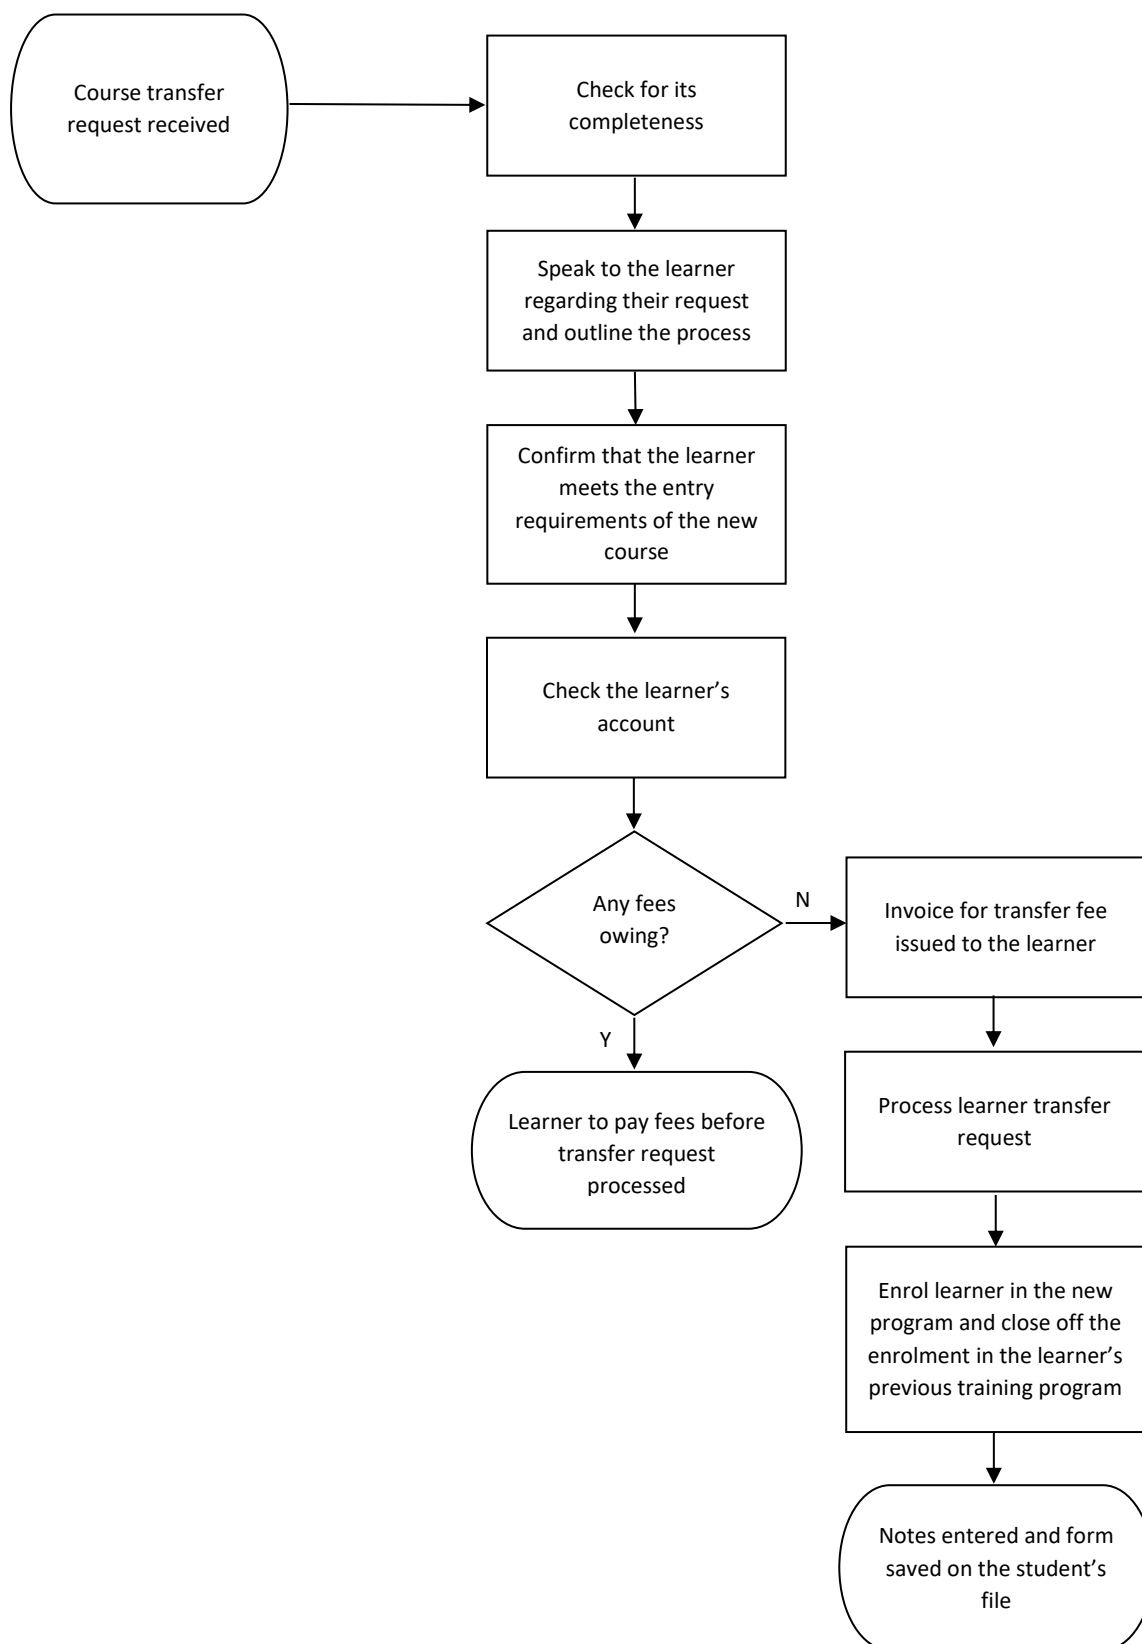 Course transfer
request received
Check for its
completeness
Speak to the learner
regarding their request
and outline the process
Confirm that the learner
meets the entry
requirements of the new
course
Check the learner’s
account
Any fees
owing?
N
Invoice for transfer fee
issued to the learner
Y
Learner to pay fees before
transfer request
processed
Process learner transfer
request
Enrol learner in the new
program and close off the
enrolment in the learner’s
previous training program
Notes entered and form
saved on the student’s
file